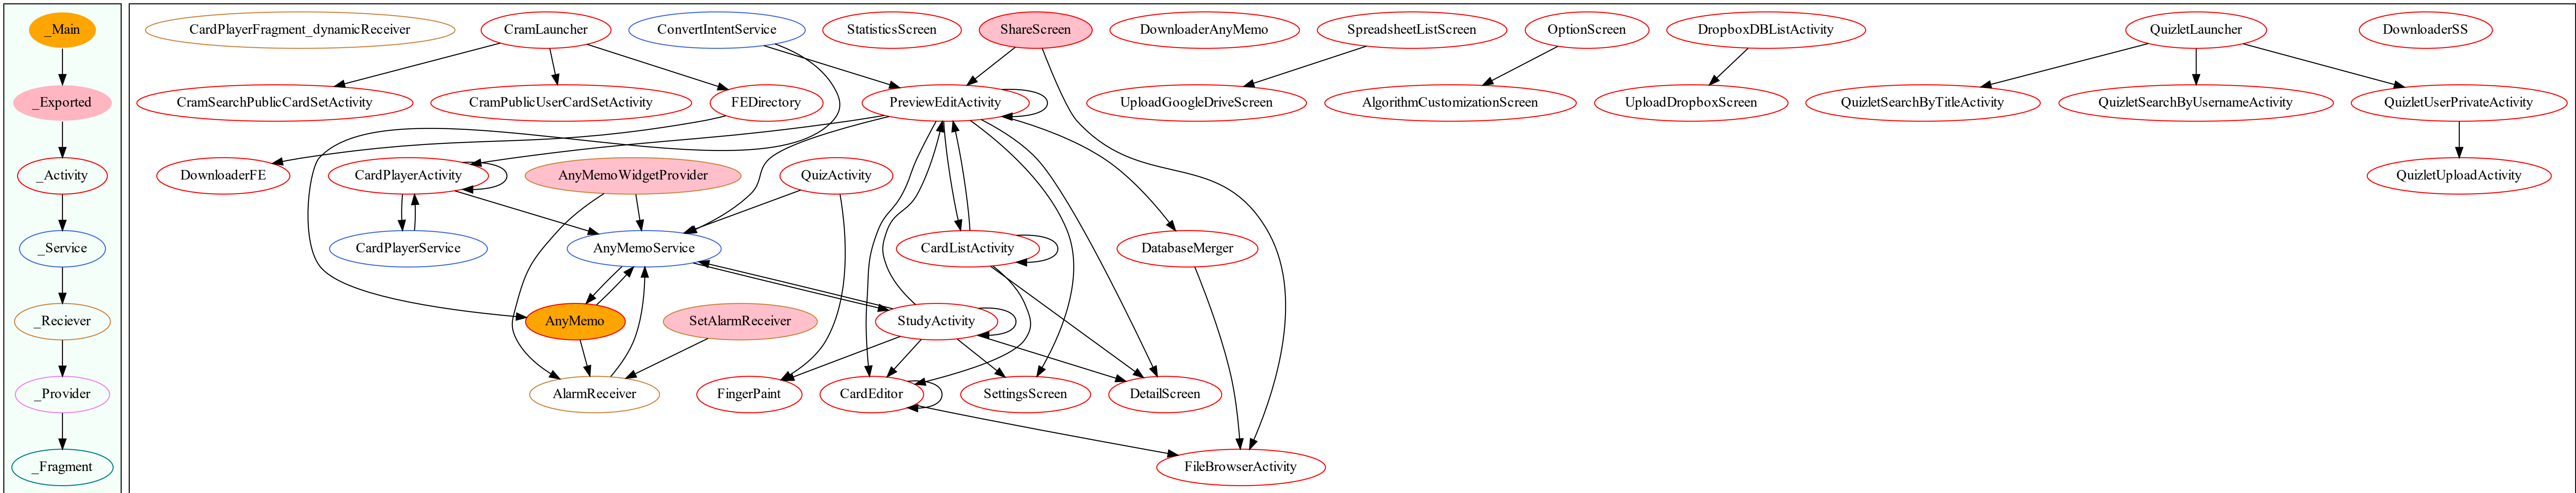 _Main
_Exported
_Activity
_Service
_Reciever
_Provider
_Fragment
CardPlayerFragment_dynamicReceiver
CramLauncher
ConvertIntentService
StatisticsScreen
ShareScreen
DownloaderAnyMemo
SpreadsheetListScreen
OptionScreen
DropboxDBListActivity
QuizletLauncher
DownloaderSS
CramSearchPublicCardSetActivity
CramPublicUserCardSetActivity
FEDirectory
PreviewEditActivity
UploadGoogleDriveScreen
AlgorithmCustomizationScreen
UploadDropboxScreen
QuizletSearchByTitleActivity
QuizletSearchByUsernameActivity
QuizletUserPrivateActivity
DownloaderFE
CardPlayerActivity
AnyMemoWidgetProvider
QuizActivity
QuizletUploadActivity
CardPlayerService
AnyMemoService
CardListActivity
DatabaseMerger
AnyMemo
SetAlarmReceiver
StudyActivity
AlarmReceiver
FingerPaint
CardEditor
SettingsScreen
DetailScreen
FileBrowserActivity